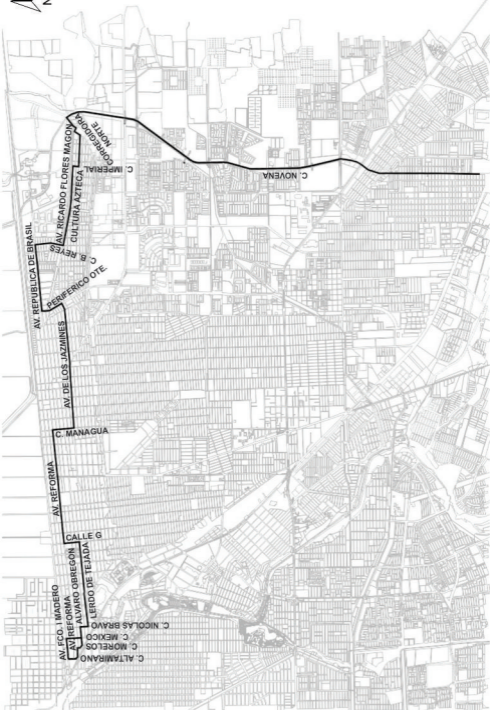 N
AV. REPUBLICA DE BRASIL
AV. RICARDO FLORES MAGON
CORREGIDORA
NORTE
C. IMPERIAL
CULTURA AZTECA
C. B. REYES
PERIFERICO OTE.
C. NOVENA
AV. DE LOS JAZMINES
C. MANAGUA
AV. REFORMA
CALLE G
AV. FCO. I MADERO
AV. REFORMA
ALVARO OBREGON
LERDO DE TEJADA
C. NICOLAS BRAVO
C. MEXICO
C. MORELOS
C. ALTAMIRANO